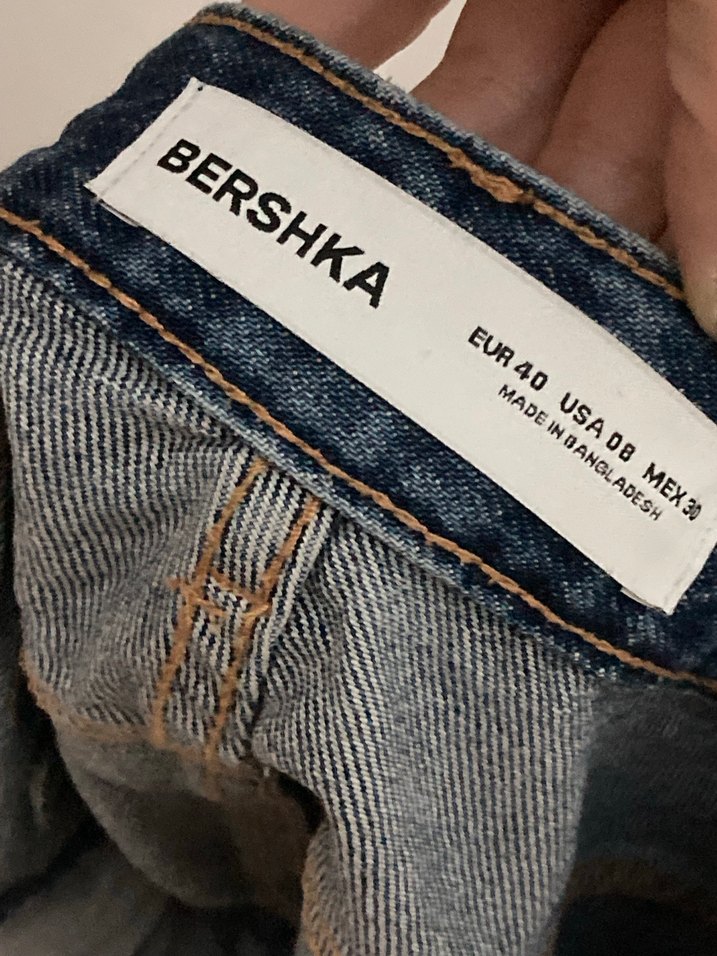 BERSHKA
EUR 40 USA 08 MEX 30
MADE IN BANGLADESH